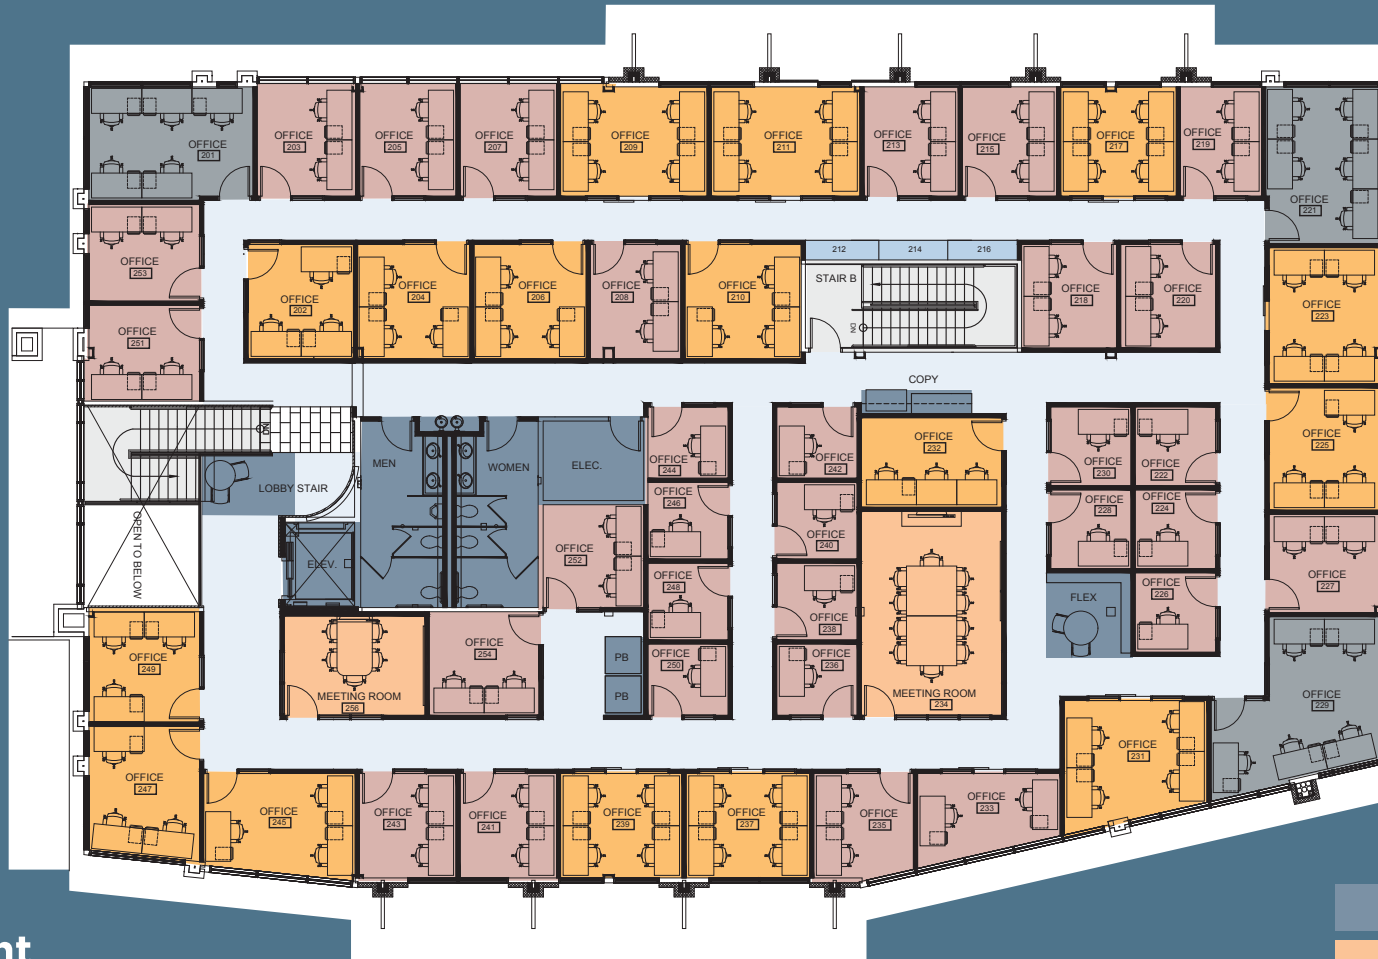 OFFICE
201
OFFICE
203
OFFICE
205
OFFICE
207
OFFICE
209
OFFICE
211
OFFICE
213
OFFICE
215
OFFICE
217
OFFICE
219
OFFICE
221
OFFICE
253
OFFICE
202
OFFICE
204
OFFICE
206
OFFICE
208
OFFICE
210
212
214
216
STAIR B
DN
OFFICE
218
OFFICE
220
OFFICE
223
OFFICE
251
COPY
DN
LOBBY STAIR
MEN
WOMEN
ELEC.
OFFICE
244
OFFICE
242
OFFICE
232
OFFICE
230
OFFICE
222
OFFICE
225
OPEN TO BELOW
ELEV.
OFFICE
252
OFFICE
246
OFFICE
240
OFFICE
228
OFFICE
224
OFFICE
248
OFFICE
238
FLEX
OFFICE
226
OFFICE
227
OFFICE
249
MEETING ROOM
256
OFFICE
254
PB
PB
OFFICE
250
OFFICE
236
MEETING ROOM
234
OFFICE
229
OFFICE
247
OFFICE
245
OFFICE
243
OFFICE
241
OFFICE
239
OFFICE
237
OFFICE
235
OFFICE
233
OFFICE
231
nt